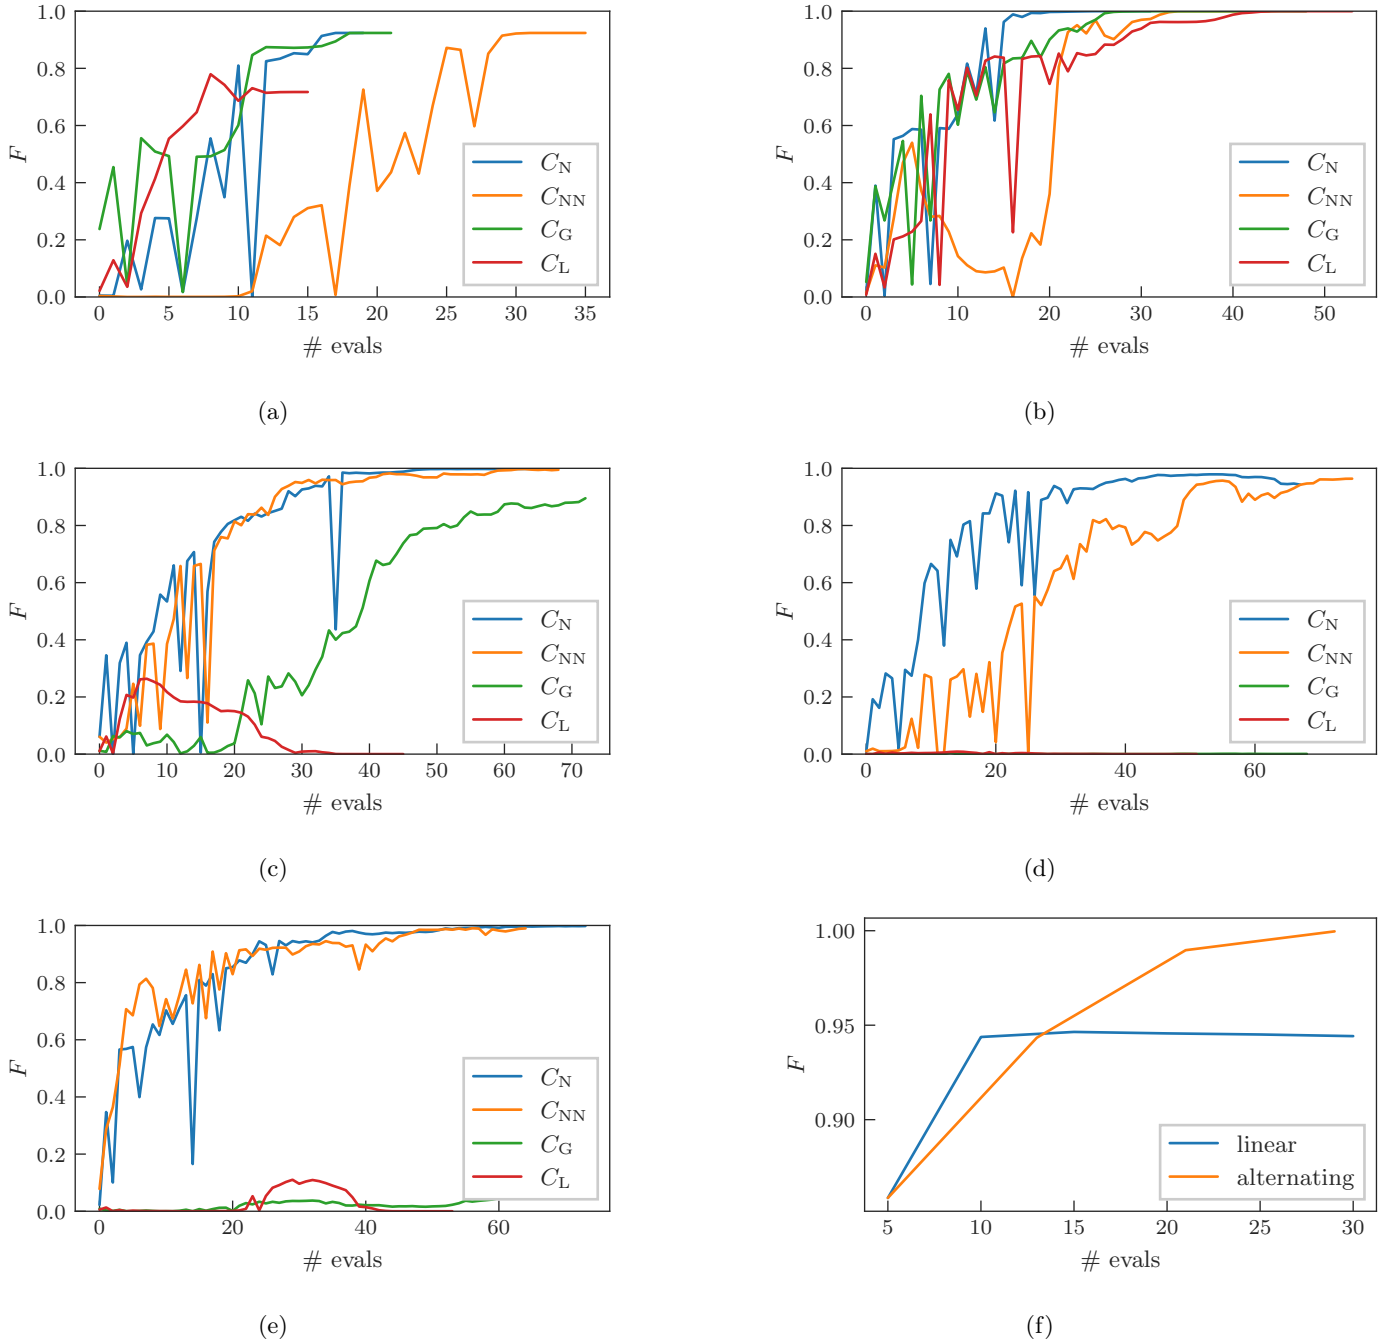 1.0
0.8
0.6
0.4
0.2
0.0
F
C_N
C_NN
C_G
C_L
0 5 10 15 20 25 30 35
# evals
(a)
1.0
0.8
0.6
0.4
0.2
0.0
F
C_N
C_NN
C_G
C_L
0 10 20 30 40 50
# evals
(b)
1.0
0.8
0.6
0.4
0.2
0.0
F
C_N
C_NN
C_G
C_L
0 10 20 30 40 50 60 70
# evals
(c)
1.0
0.8
0.6
0.4
0.2
0.0
F
C_N
C_NN
C_G
C_L
0 20 40 60
# evals
(d)
1.0
0.8
0.6
0.4
0.2
0.0
F
C_N
C_NN
C_G
C_L
0 20 40 60
# evals
(e)
1.00
0.95
0.90
F
linear
alternating
5 10 15 20 25 30
# evals
(f)